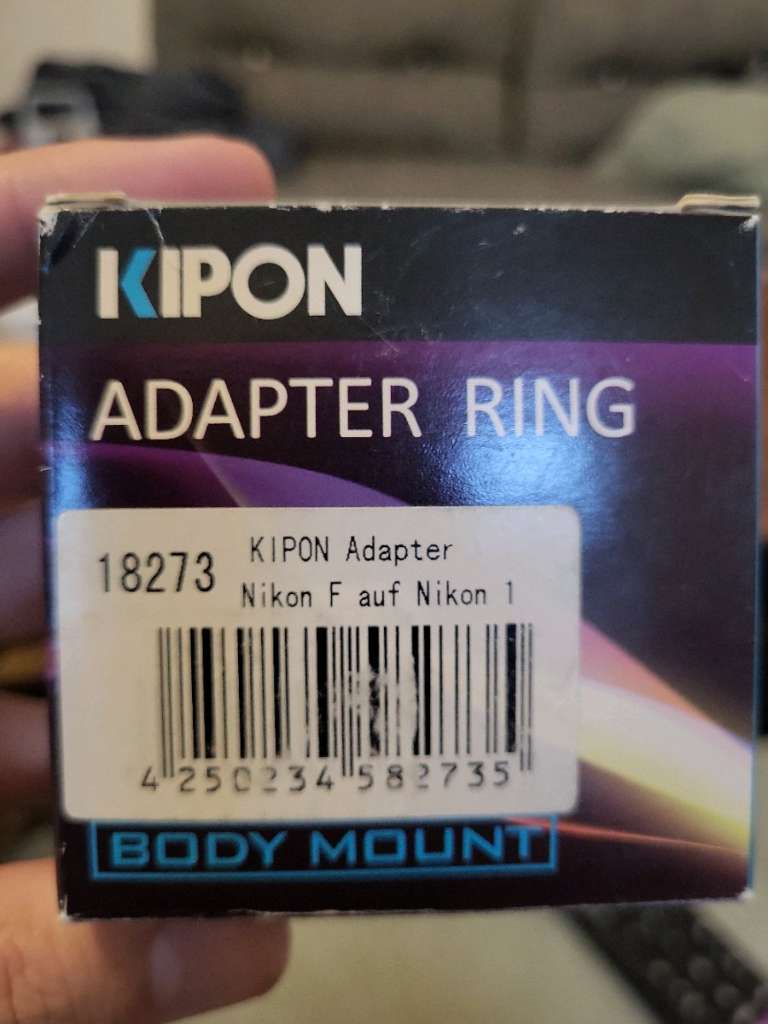 KIPON
ADAPTER RING
18273
KIPON Adapter
Nikon F auf Nikon 1
4 250234 582735
BODY MOUNT